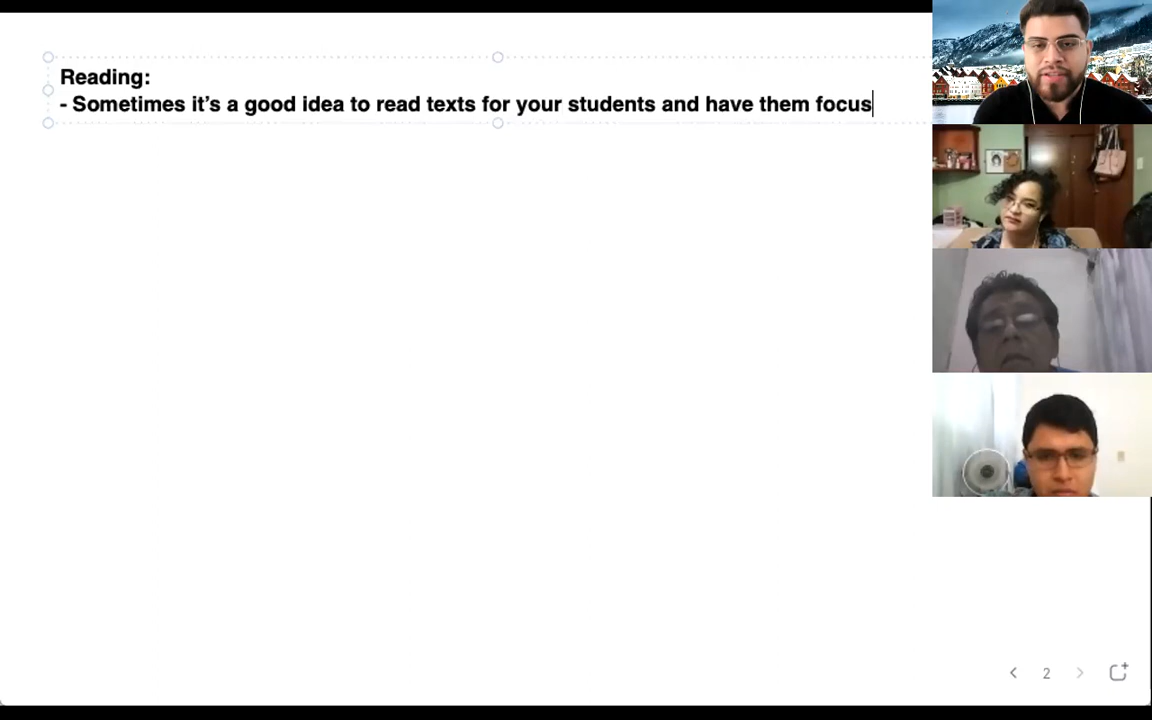 Reading:
- Sometimes it’s a good idea to read texts for your students and have them focus
2